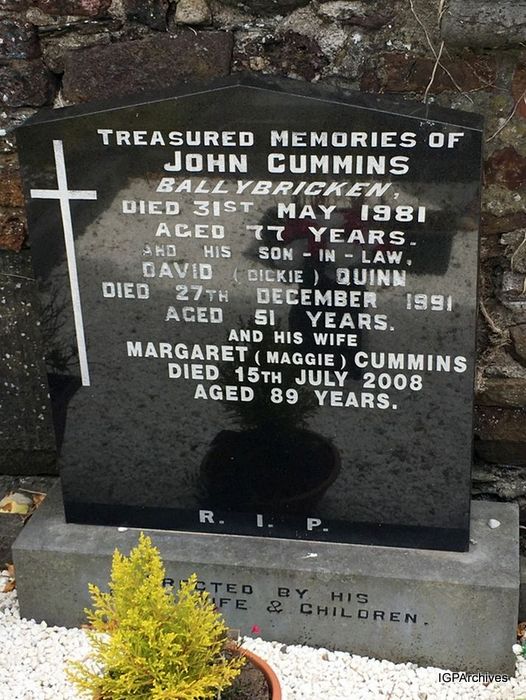 TREASURED MEMORIES OF
JOHN CUMMINS
BALLYBRICKEN,
DIED 31ST MAY 1981
AGED 77 YEARS.
AND HIS SON-IN-LAW,
DAVID (DICKIE) QUINN
DIED 27TH DECEMBER 1991
AGED 51 YEARS.
AND HIS WIFE
MARGARET (MAGGIE) CUMMINS
DIED 15TH JULY 2008
AGED 89 YEARS.
R. I. P.
ERECTED BY HIS
WIFE & CHILDREN.
IGPArchives